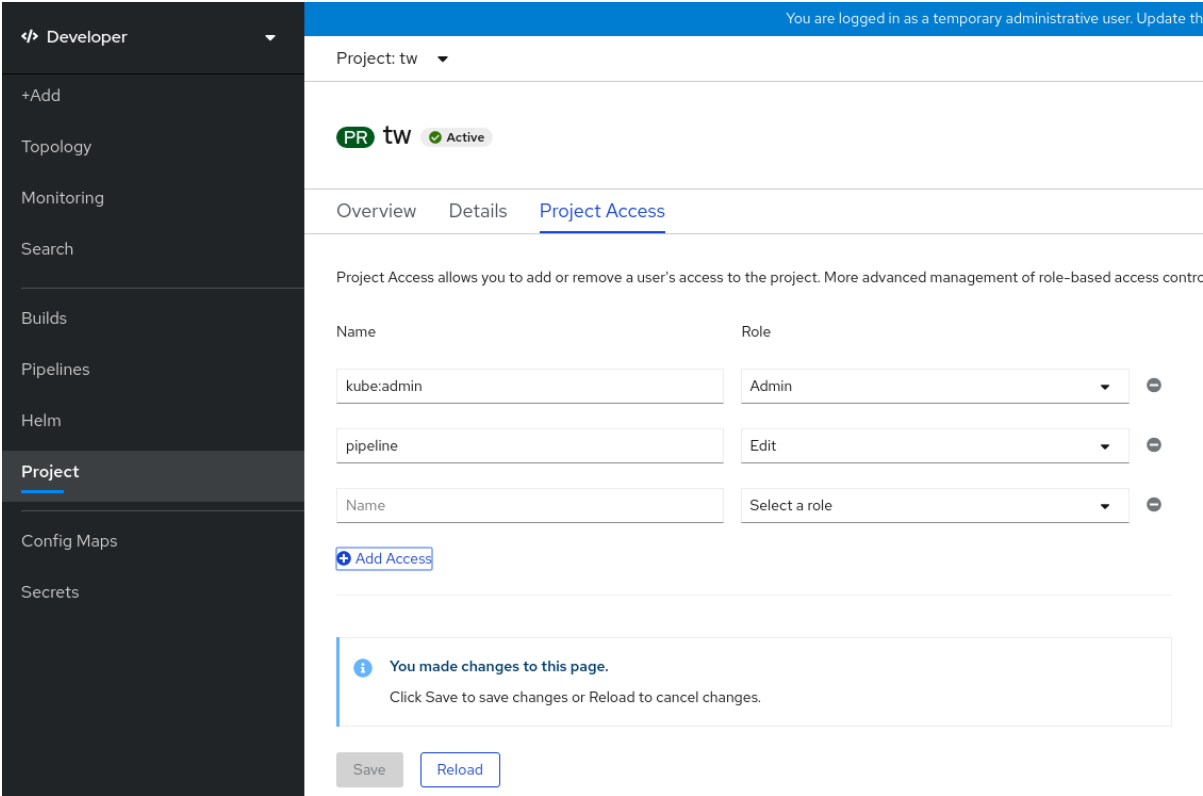 Developer
You are logged in as a temporary administrative user. Update th
Project: tw
+Add
Topology
Monitoring
Search
Builds
Pipelines
Helm
Project
Config Maps
Secrets
PR tw Active
Overview Details Project Access
Project Access allows you to add or remove a user's access to the project. More advanced management of role-based access contro
Name Role
kube:admin Admin
pipeline Edit
Name Select a role
Add Access
You made changes to this page.
Click Save to save changes or Reload to cancel changes.
Save Reload